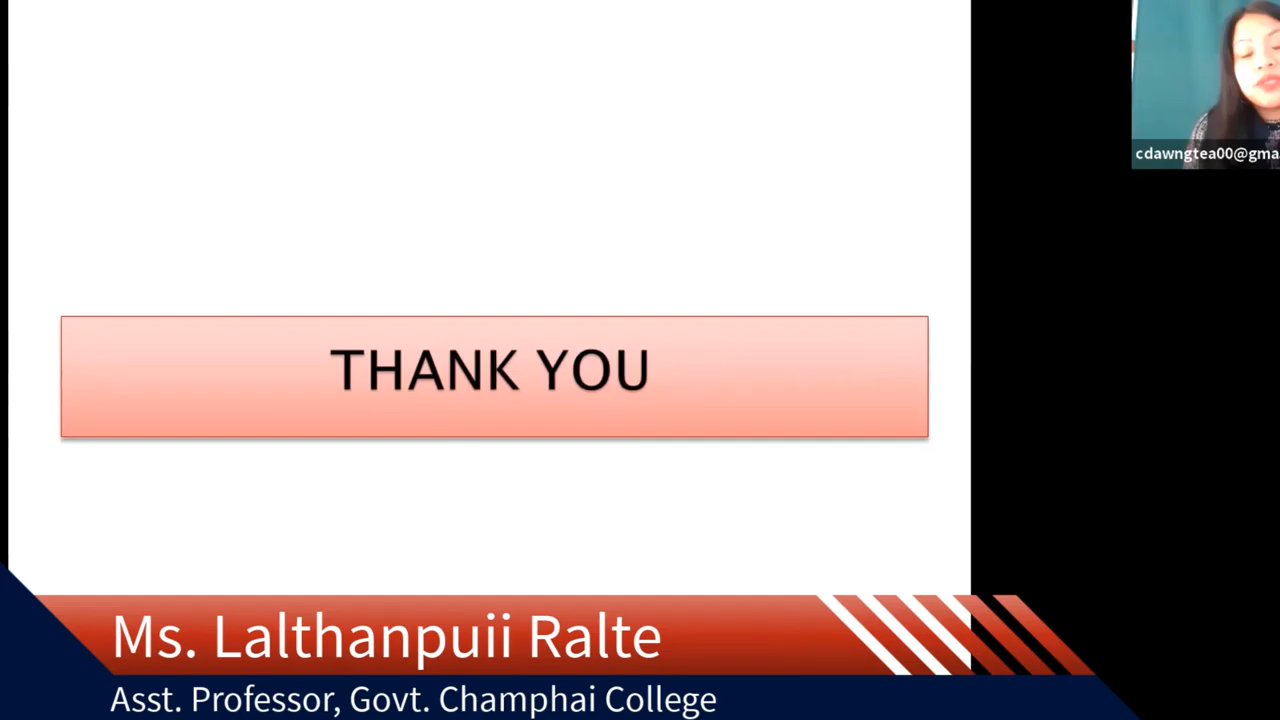 cdawngtea00@gma
THANK YOU
Ms. Lalthanpuii Ralte
Asst. Professor, Govt. Champhai College